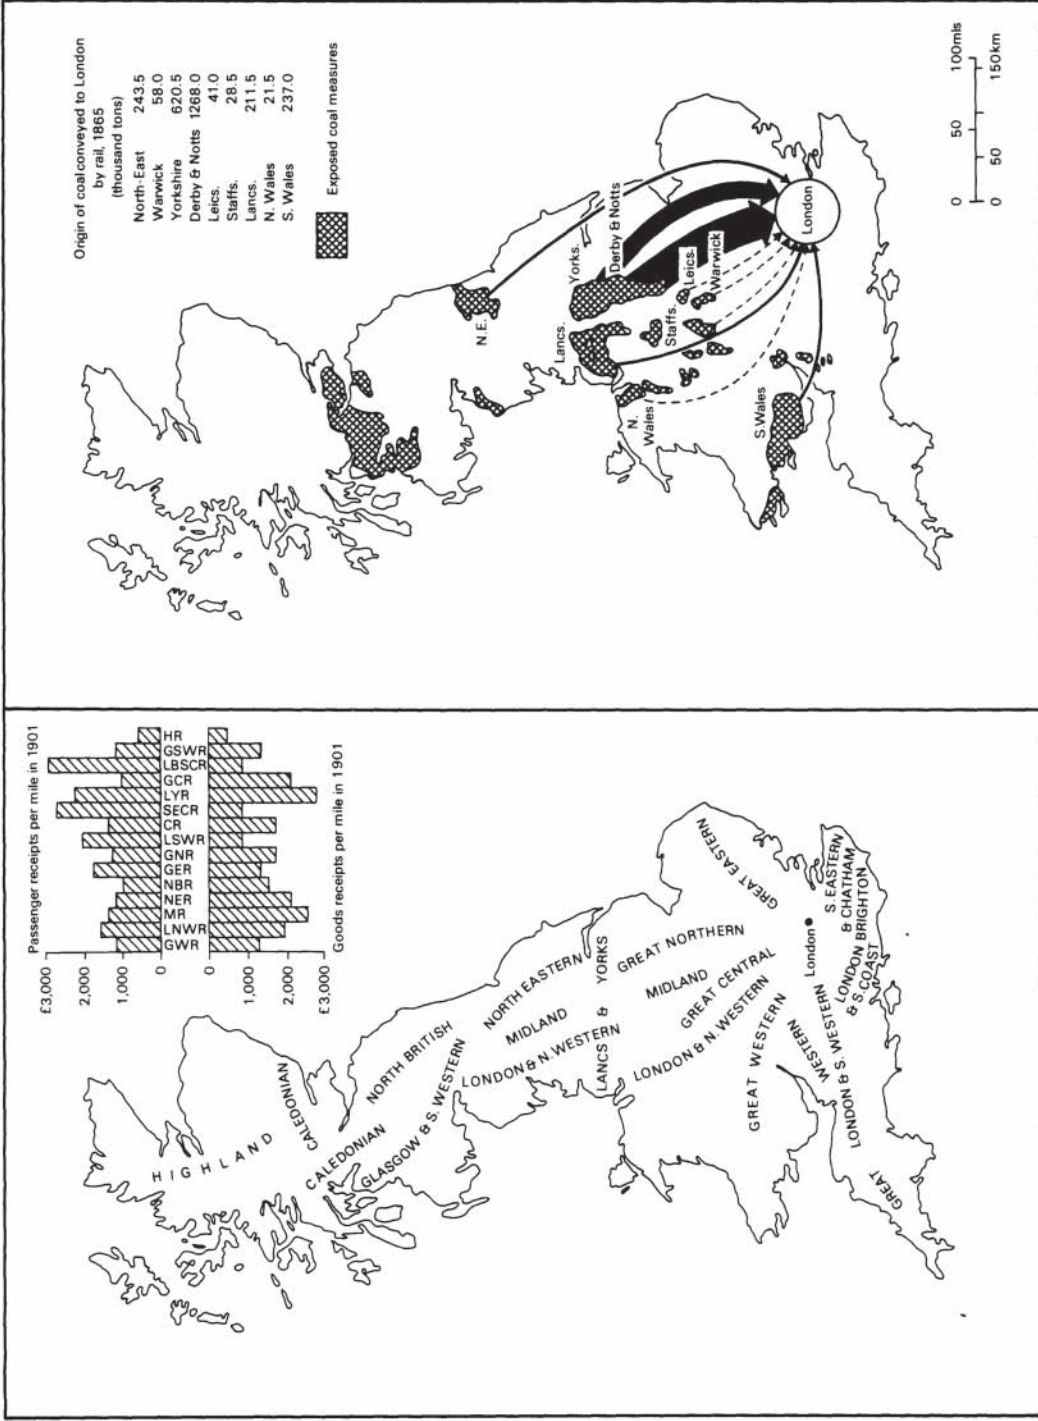 Passenger receipts per mile in 1901
£3,000
2,000
1,000
0
HR
GSWR
LBSCR
GCR
LYR
SECR
CR
LSWR
GNR
GER
NBR
NER
MR
LNWR
GWR
0
1,000
2,000
£3,000
Goods receipts per mile in 1901
HIGHLAND
CALEDONIAN
CALEDONIAN
NORTH BRITISH
GLASGOW & S. WESTERN
NORTH EASTERN
MIDLAND
LONDON & N. WESTERN
LANCS & YORKS
GREAT NORTHERN
MIDLAND
GREAT CENTRAL
LONDON & N. WESTERN
GREAT EASTERN
GREAT WESTERN
London
GREAT WESTERN
LONDON & S. WESTERN
S. EASTERN
& CHATHAM
LONDON BRIGHTON
& S. COAST
Origin of coal conveyed to London
by rail, 1865
(thousand tons)
North-East 243.5
Warwick 58.0
Yorkshire 620.5
Derby & Notts 1268.0
Leics. 41.0
Staffs. 28.5
Lancs. 211.5
N. Wales 21.5
S. Wales 237.0
Exposed coal measures
N.E.
Lancs.
Yorks.
Derby & Notts
Staffs.
Leics.
Warwick
N.
Wales
S. Wales
London
0 50 100mls
0 50 150km